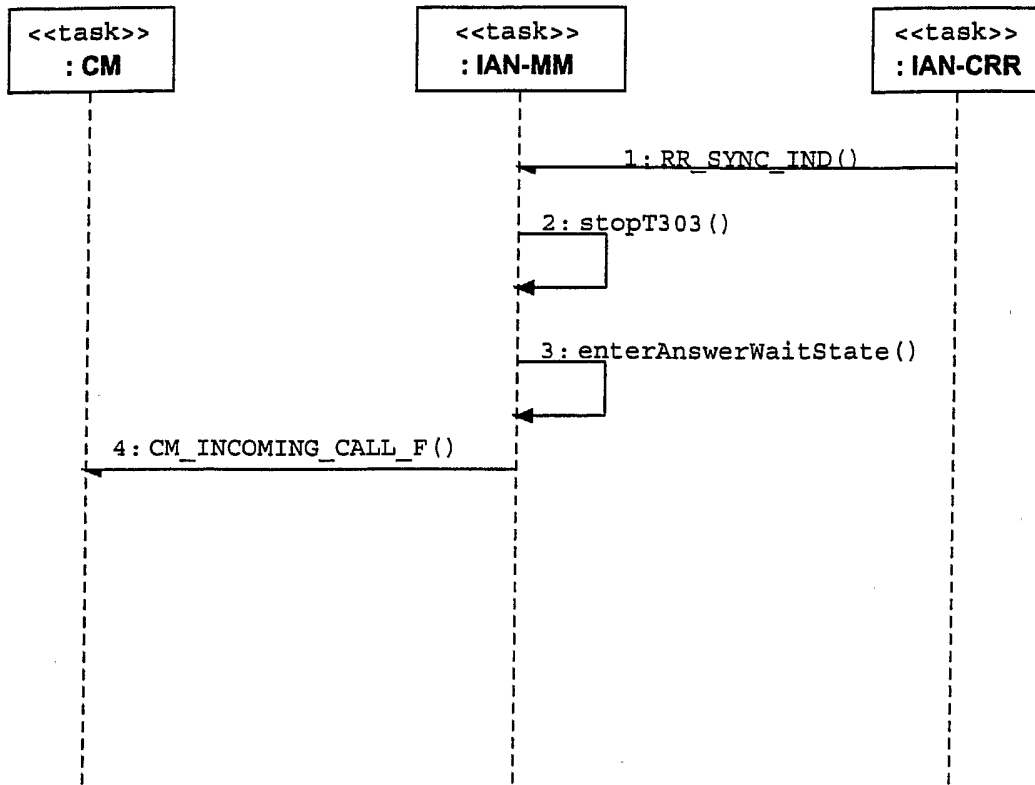 <<task>>
: CM
<<task>>
: IAN-MM
<<task>>
: IAN-CRR
1: RR_SYNC_IND()
2: stopT303()
3: enterAnswerWaitState()
4: CM_INCOMING_CALL_F()